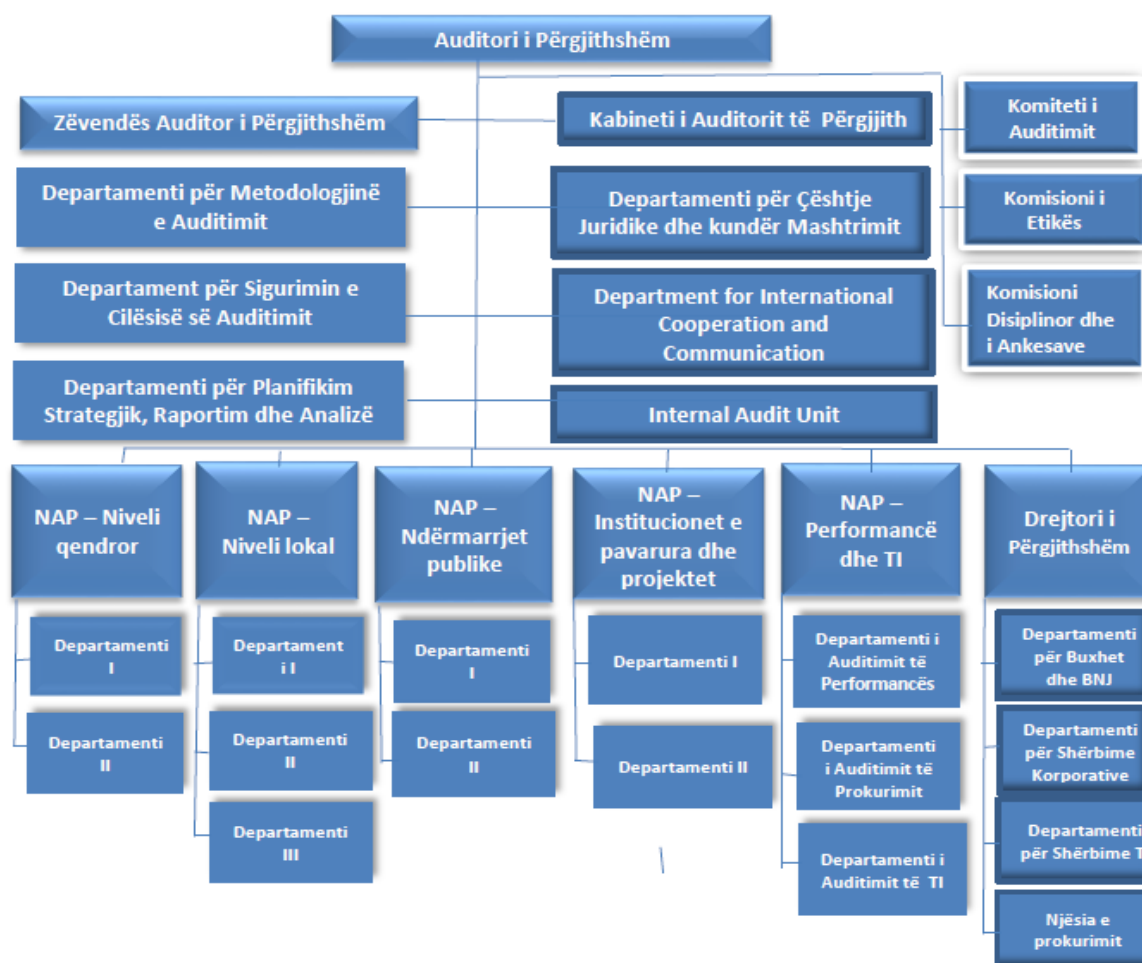 Auditori i Përgjithshëm
Zëvendës Auditor i Përgjithshëm
Kabineti i Auditorit të Përgjjith
Komiteti i
Auditimit
Departamenti për Metodologjinë
e Auditimit
Departamenti për Çështje
Juridike dhe kundër Mashtrimit
Komisioni i
Etikës
Departament për Sigurimin e
Cilësisë së Auditimit
Department for International
Cooperation and
Communication
Komisioni
Disiplinor dhe
i Ankesave
Departamenti për Planifikim
Strategjik, Raportim dhe Analizë
Internal Audit Unit
NAP – Niveli
qendror
NAP –
Niveli lokal
NAP –
Ndërmarrjet
publike
NAP –
Institucionet e
pavarura dhe
projektet
NAP –
Performancë
dhe TI
Drejtori i
Përgjithshëm
Departamenti
I
Departament
i I
Departamenti
I
Departamenti I
Departamenti i
Auditimit të
Performancës
Departamenti
për Buxhet
dhe BNJ
Departamenti
II
Departamenti
II
Departamenti
II
Departamenti II
Departamenti
i Auditimit të
Prokurimit
Departamenti
për Shërbime
Korporative
Departamenti
III
Departamenti i
Auditimit të TI
Departamenti
për Shërbime T
Njësia e
prokurimit